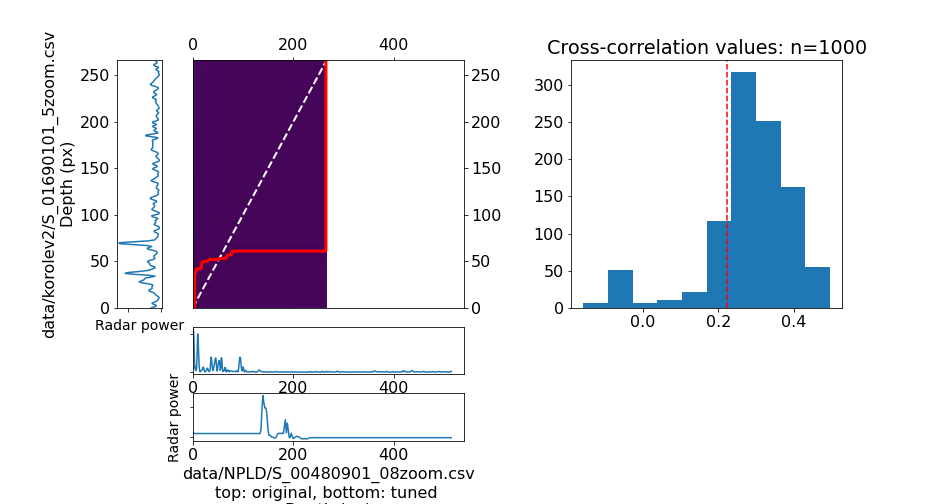 Cross-correlation values: n=1000
0 200 400
250 200 150 100 50 0
250 200 150 100 50 0
data/korolev2/S_01690101_5zoom.csv
Depth (px)
Radar power
300 250 200 150 100 50 0
0.0 0.2 0.4
0 200 400
Radar power
0 200 400
data/NPLD/S_00480901_08zoom.csv
top: original, bottom: tuned